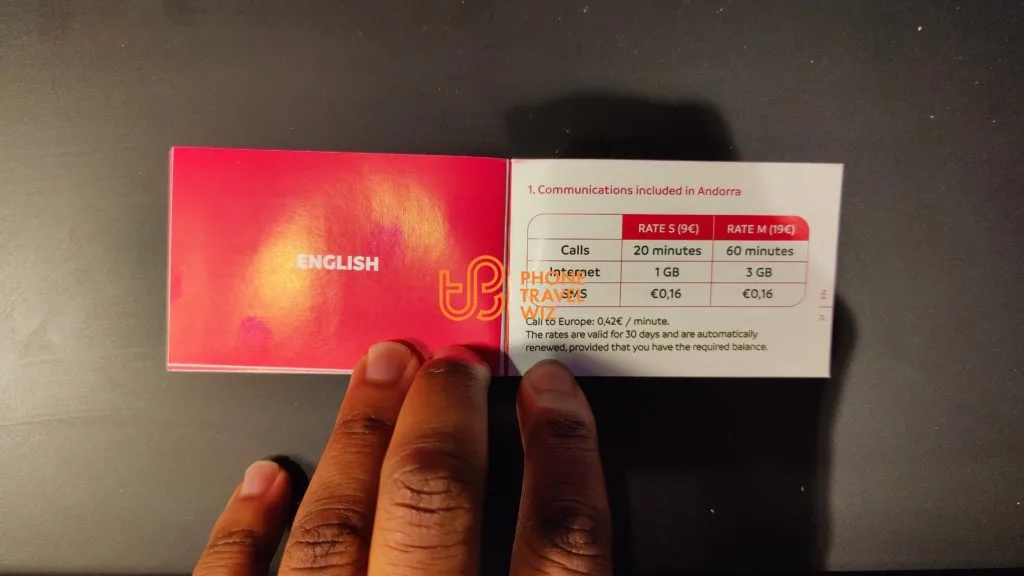 ENGLISH
1. Communications included in Andorra
RATE S (9€) RATE M (19€)
Calls 20 minutes 60 minutes
Internet 1 GB 3 GB
SMS €0,16 €0,16
Call to Europe: 0,42€ / minute.
The rates are valid for 30 days and are automatically
renewed, provided that you have the required balance.
21 | EN
PHONE
TRAVEL
WIZ